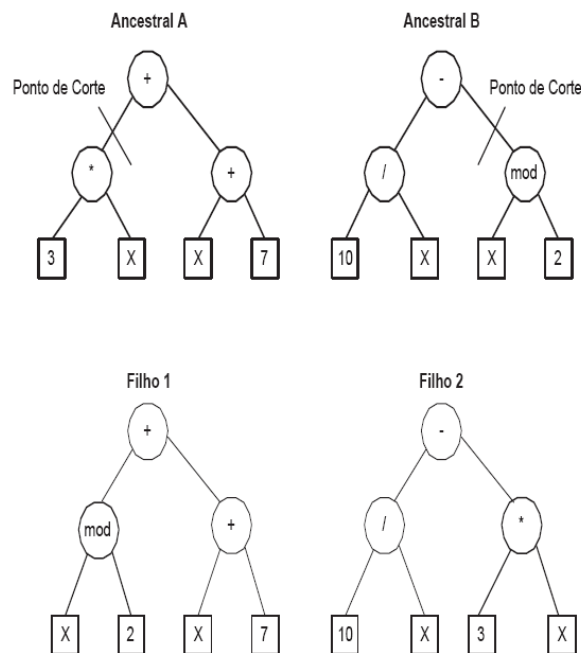 Ancestral A Ancestral B
+ -
Ponto de Corte Ponto de Corte
* + / mod
3 X X 7 10 X X 2
Filho 1 Filho 2
+ -
mod + / *
X 2 X 7 10 X 3 X